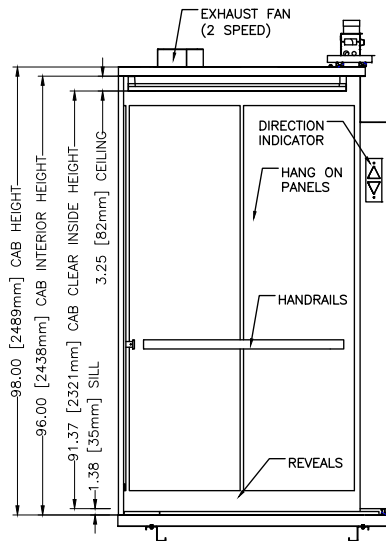 EXHAUST FAN
(2 SPEED)
DIRECTION
INDICATOR
HANG ON
PANELS
HANDRAILS
REVEALS
98.00 [2489mm] CAB HEIGHT
96.00 [2438mm] CAB INTERIOR HEIGHT
91.37 [2321mm] CAB CLEAR INSIDE HEIGHT
3.25 [82mm] CEILING
1.38 [35mm] SILL